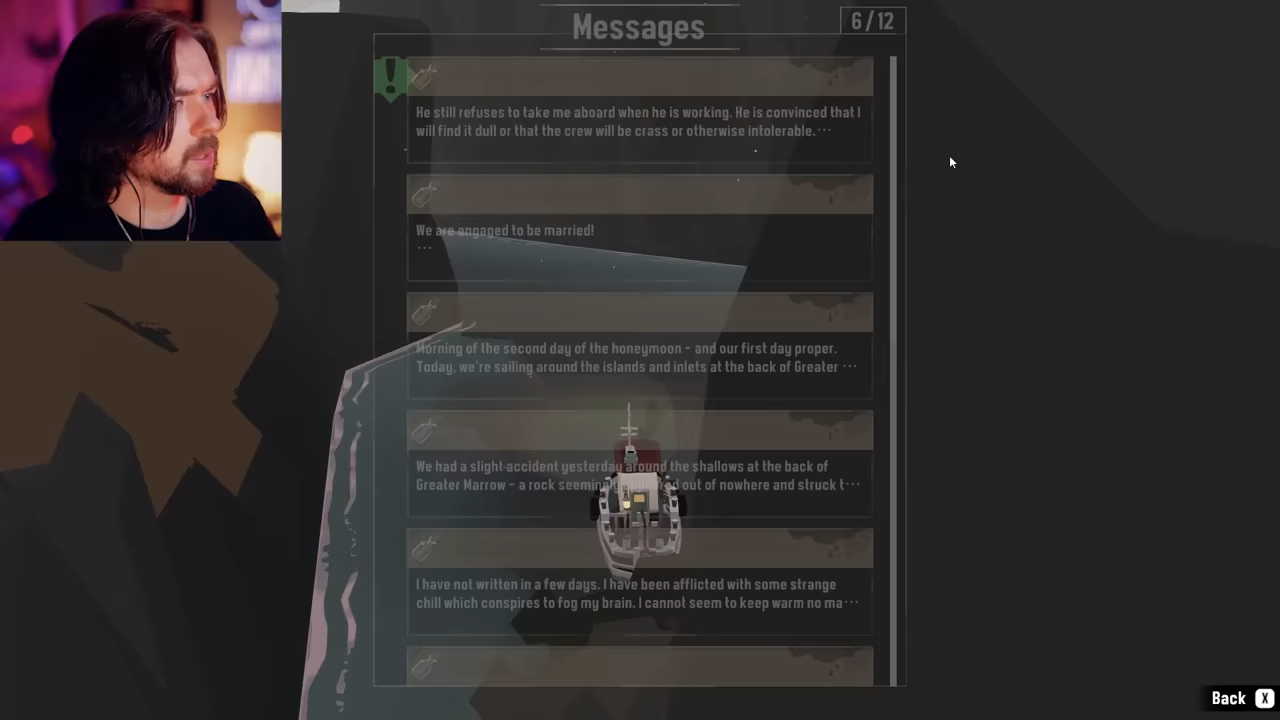 Messages
6/12
He still refuses to take me aboard when he is working. He is convinced that I
will find it dull or that the crew will be crass or otherwise intolerable.···
We are engaged to be married!
···
Morning of the second day of the honeymoon - and our first day proper.
Today, we're sailing around the islands and inlets at the back of Greater ···
We had a slight accident yesterday around the shallows at the back of
Greater Marrow - a rock out of nowhere and struck t···
I have not written in a few days. I have been afflicted with some strange
chill which conspires to fog my brain. I cannot seem to keep warm no ma···
Back X